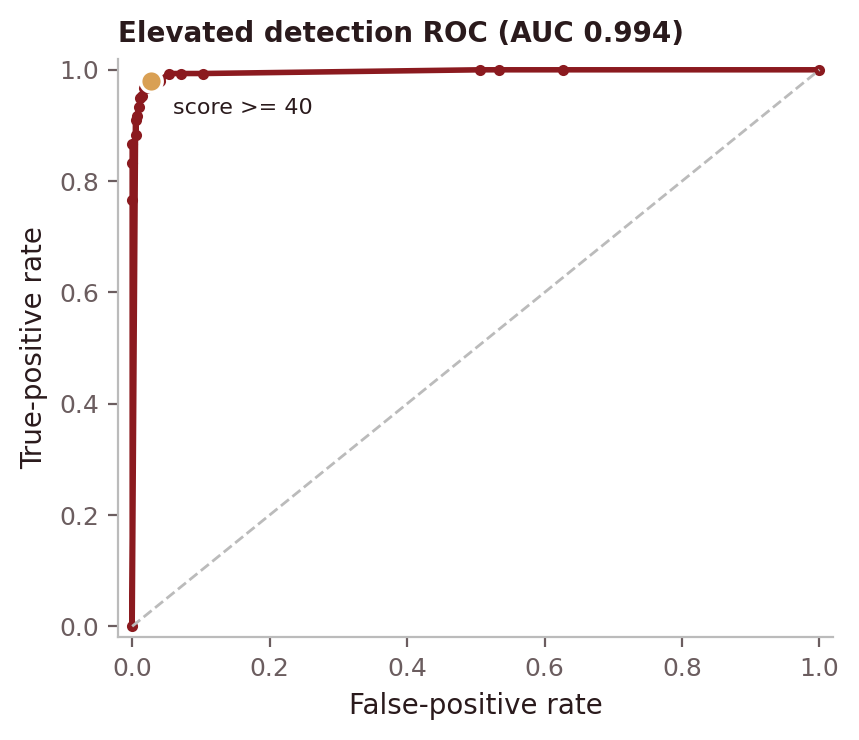 Elevated detection ROC (AUC 0.994)
1.0
score >= 40
0.8
0.6
0.4
0.2
0.0
True-positive rate
0.0 0.2 0.4 0.6 0.8 1.0
False-positive rate